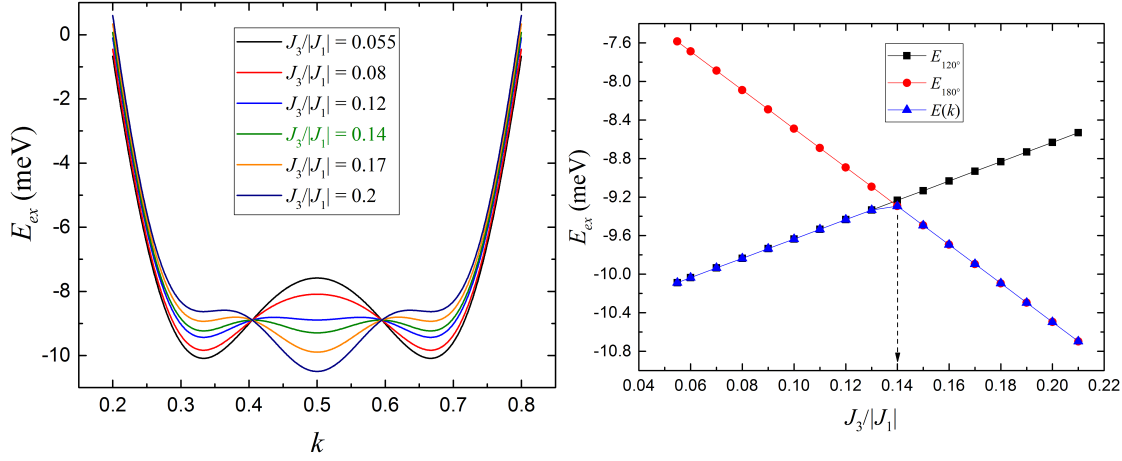 0
-2
-4
-6
-8
-10
E_ex (meV)
0.2 0.3 0.4 0.5 0.6 0.7 0.8
k
J_3/|J_1| = 0.055
J_3/|J_1| = 0.08
J_3/|J_1| = 0.12
J_3/|J_1| = 0.14
J_3/|J_1| = 0.17
J_3/|J_1| = 0.2
-7.6
-8.0
-8.4
-8.8
-9.2
-9.6
-10.0
-10.4
-10.8
E_ex (meV)
0.04 0.06 0.08 0.10 0.12 0.14 0.16 0.18 0.20 0.22
J_3/|J_1|
E_120°
E_180°
E(k)